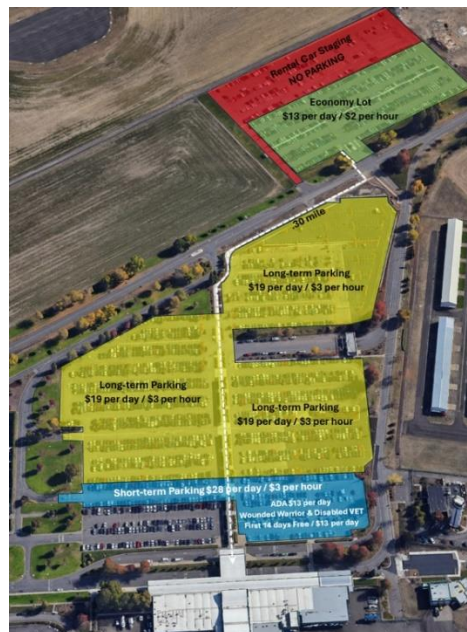 Rental Car Staging
NO PARKING
Economy Lot
$13 per day / $2 per hour
.30 mile
Long-term Parking
$19 per day / $3 per hour
Long-term Parking
$19 per day / $3 per hour
Long-term Parking
$19 per day / $3 per hour
Short-term Parking $28 per day / $3 per hour
ADA $13 per day
Wounded Warrior & Disabled VET
First 14 days Free / $13 per day